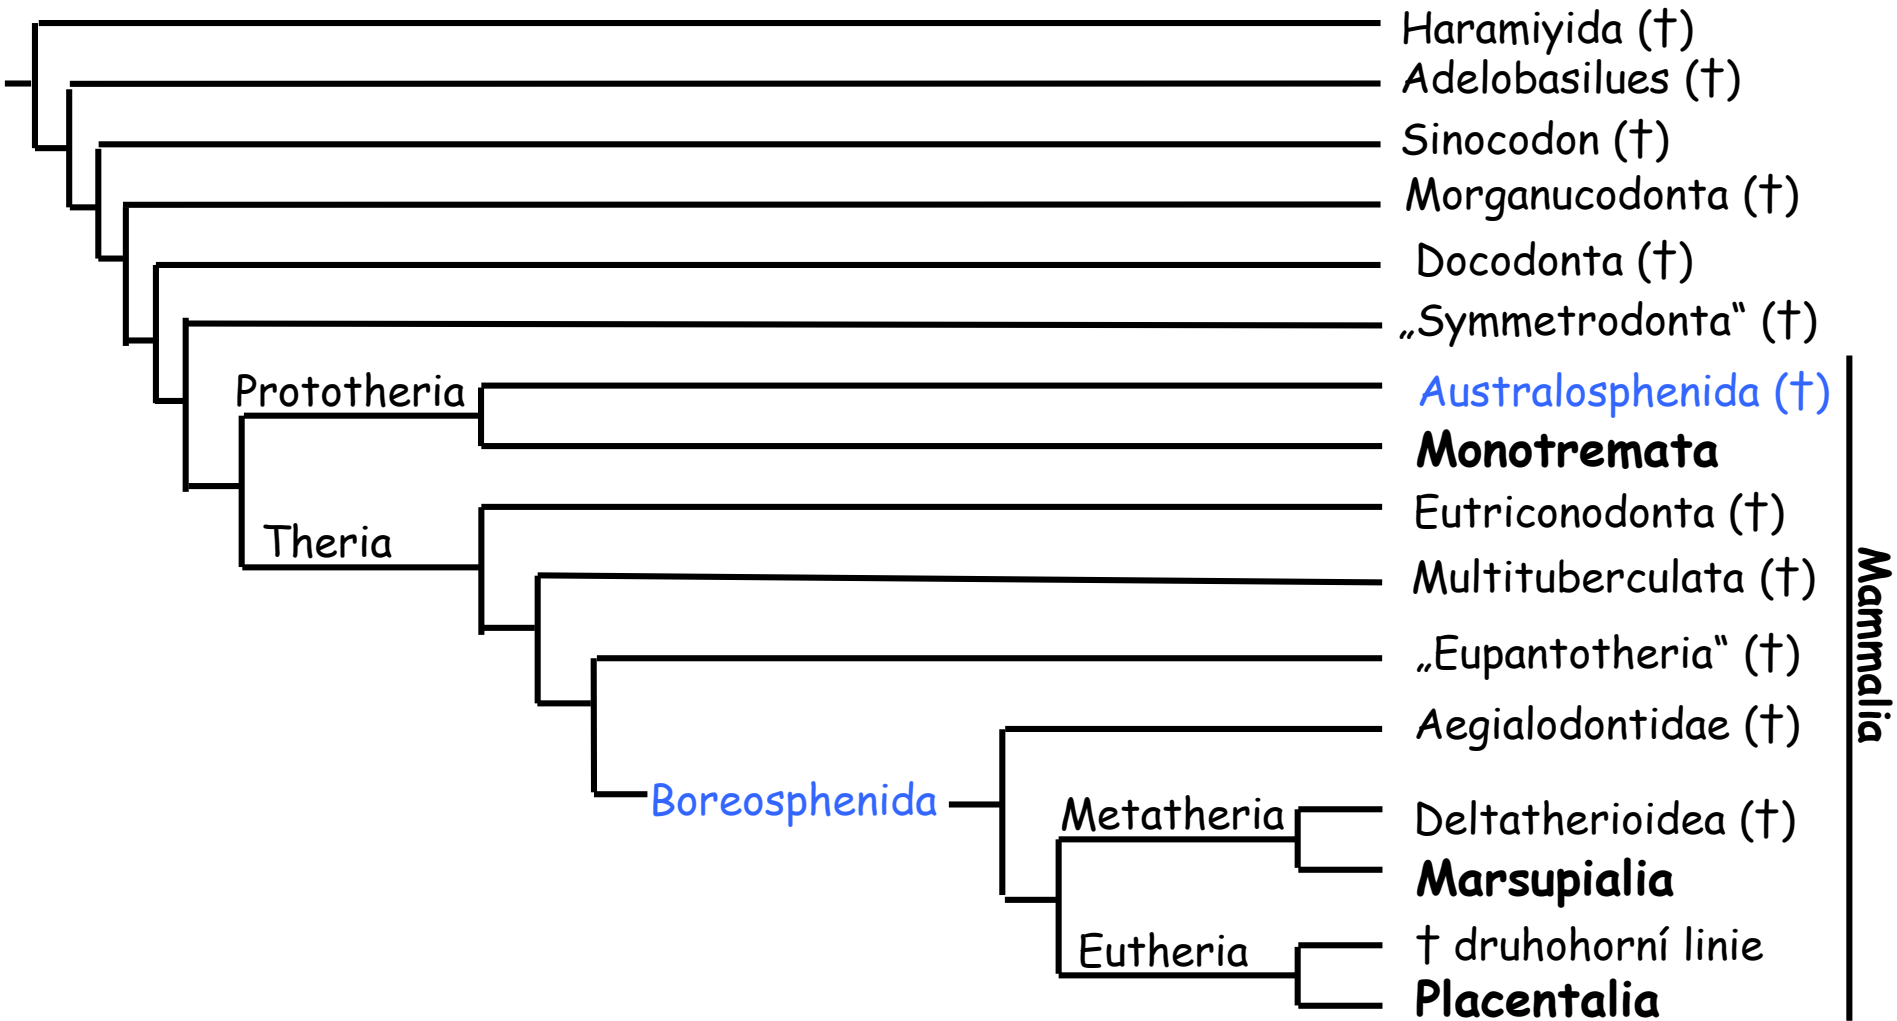 Haramiyida (†)
Adelobasilues (†)
Sinocodon (†)
Morganucodonta (†)
Docodonta (†)
„Symmetrodonta“ (†)
Prototheria
Australosphenida (†)
Monotremata
Eutriconodonta (†)
Theria
Multituberculata (†)
„Eupantotheria“ (†)
Mammalia
Aegialodontidae (†)
Boreosphenida
Metatheria
Deltatherioidea (†)
Marsupialia
Eutheria
† druhohorní linie
Placentalia